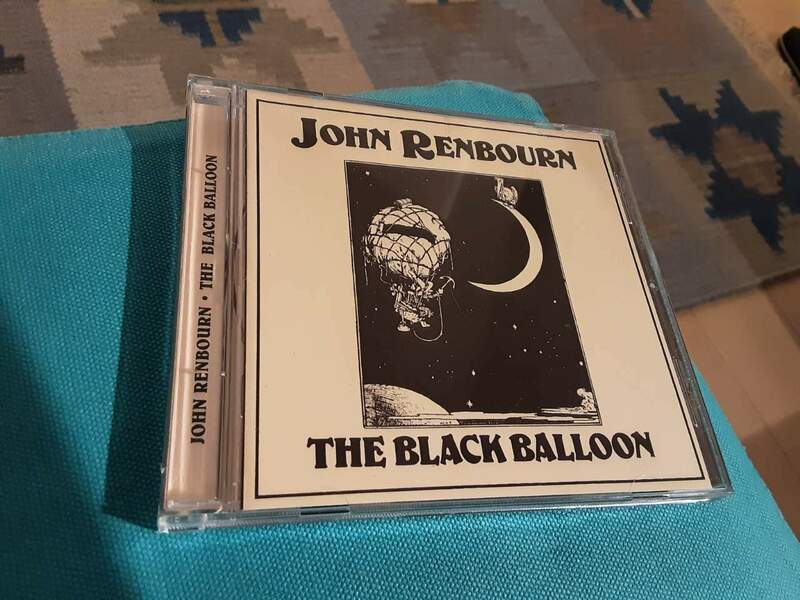 JOHN RENBOURN
THE BLACK BALLOON
JOHN RENBOURN • THE BLACK BALLOON